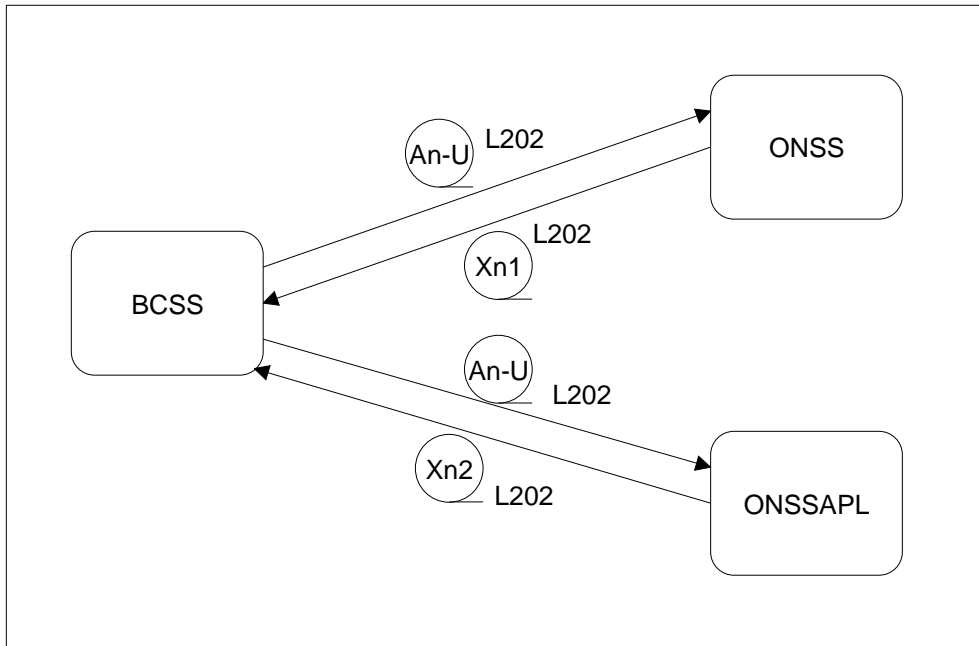 L202
An-U
ONSS
L202
Xn1
BCSS
An-U
L202
Xn2
L202
ONSSAPL